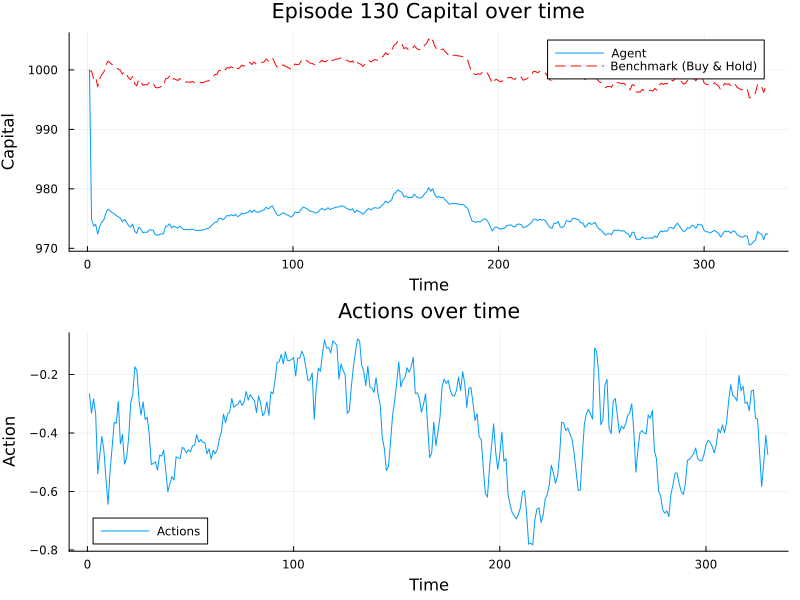 Episode 130 Capital over time
Capital
1000
990
980
970
Agent
Benchmark (Buy & Hold)
0
100
200
300
Time
Actions over time
Action
−0.2
−0.4
−0.6
−0.8
Actions
0
100
200
300
Time